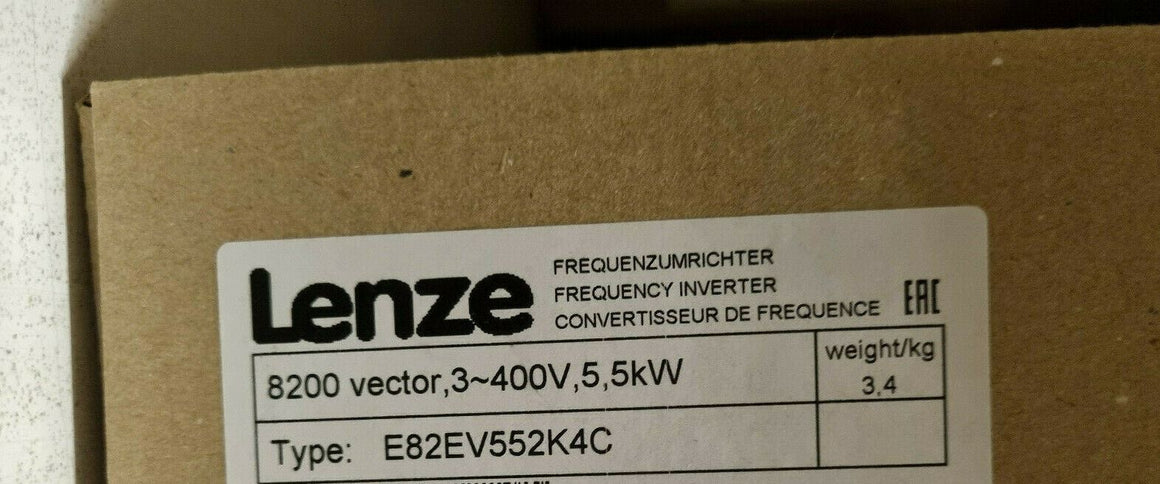 Lenze
FREQUENZUMRICHTER
FREQUENCY INVERTER
CONVERTISSEUR DE FREQUENCE
EAC
8200 vector,3~400V,5,5kW
weight/kg
3,4
Type: E82EV552K4C